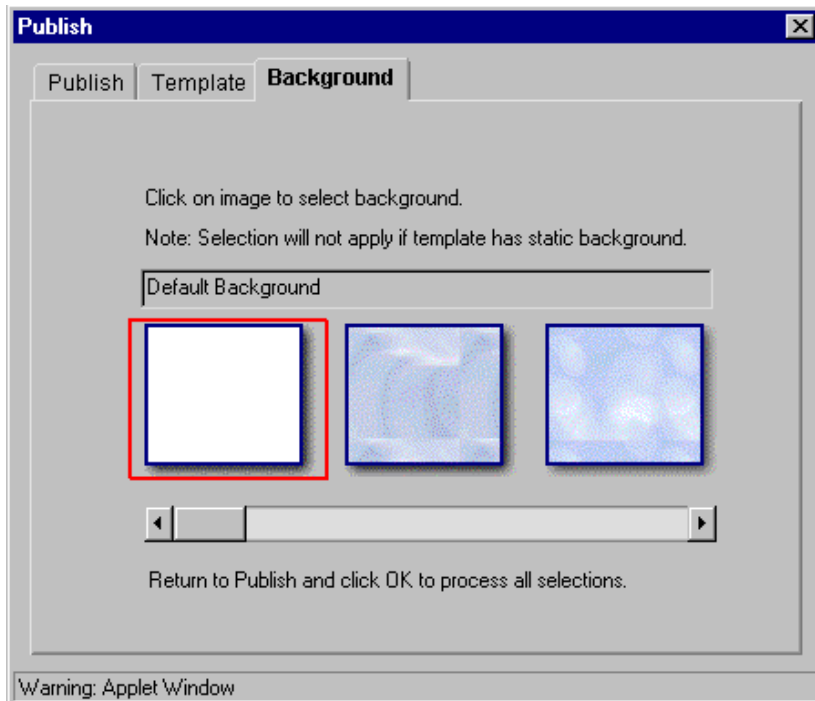 Publish
Publish Template Background
Click on image to select background.
Note: Selection will not apply if template has static background.
Default Background
Return to Publish and click OK to process all selections.
Warning: Applet Window